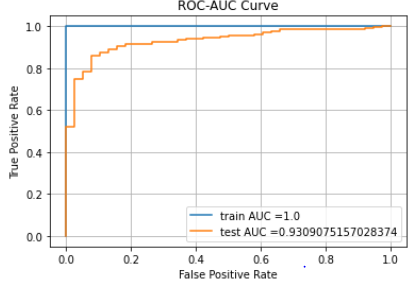 ROC-AUC Curve
1.0
0.8
0.6
0.4
0.2
0.0
True Positive Rate
train AUC =1.0
test AUC =0.9309075157028374
0.0 0.2 0.4 0.6 0.8 1.0
False Positive Rate